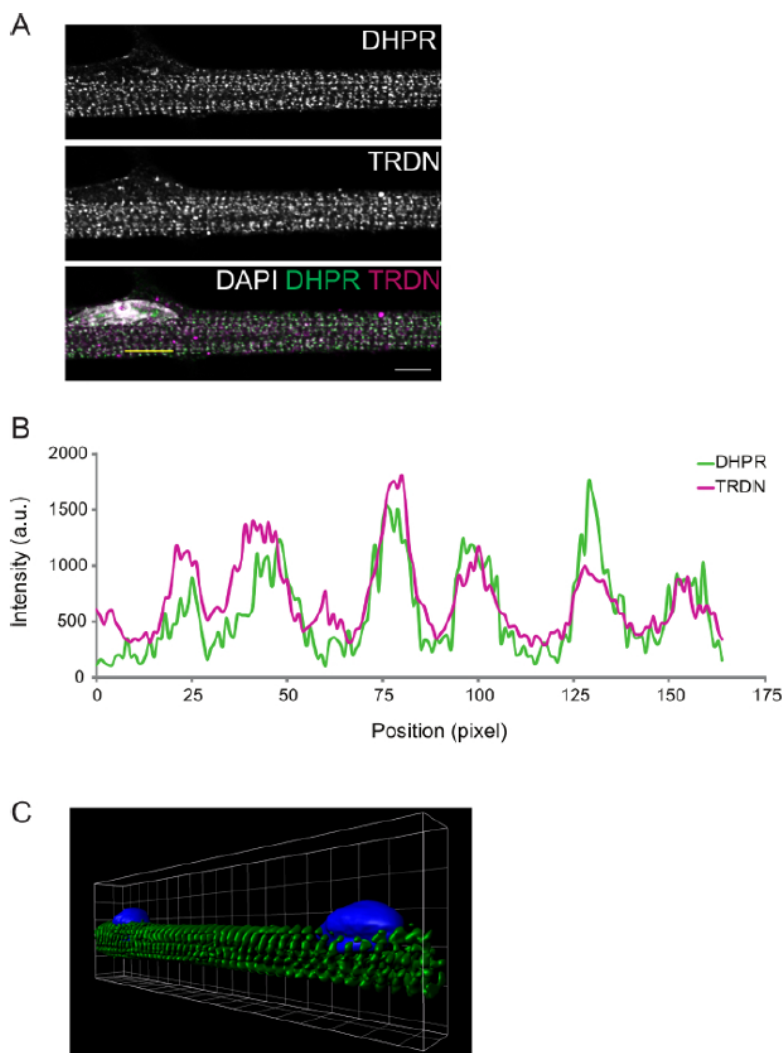 A
DHPR
TRDN
DAPI DHPR TRDN
B
2000
1500
1000
500
0
Intensity (a.u.)
DHPR
TRDN
0 25 50 75 100 125 150 175
Position (pixel)
C